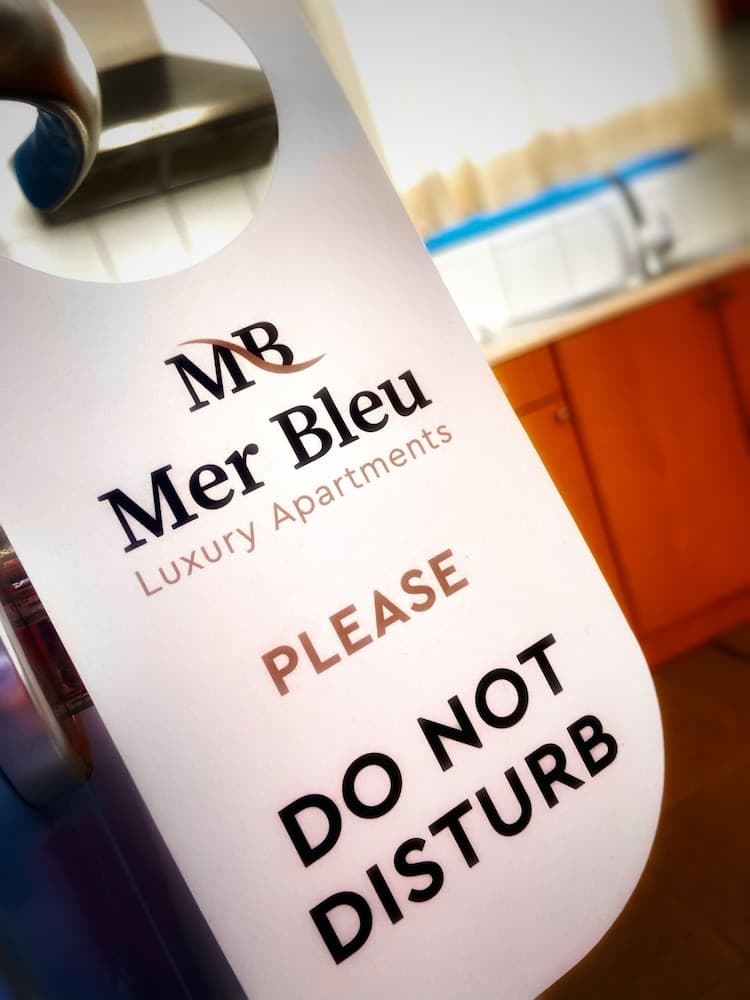 MB
Mer Bleu
Luxury Apartments
PLEASE
DO NOT
DISTURB